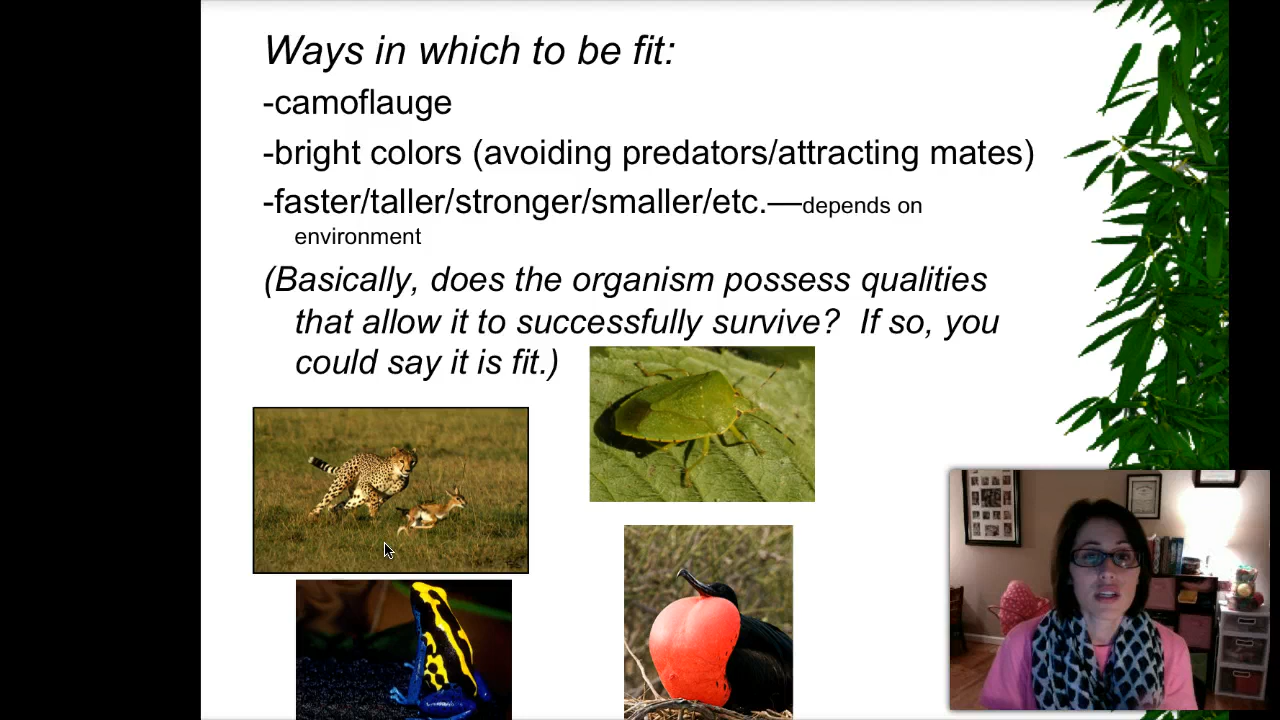 Ways in which to be fit:
-camoflauge
-bright colors (avoiding predators/attracting mates)
-faster/taller/stronger/smaller/etc.—depends on
environment
(Basically, does the organism possess qualities
that allow it to successfully survive?  If so, you
could say it is fit.)